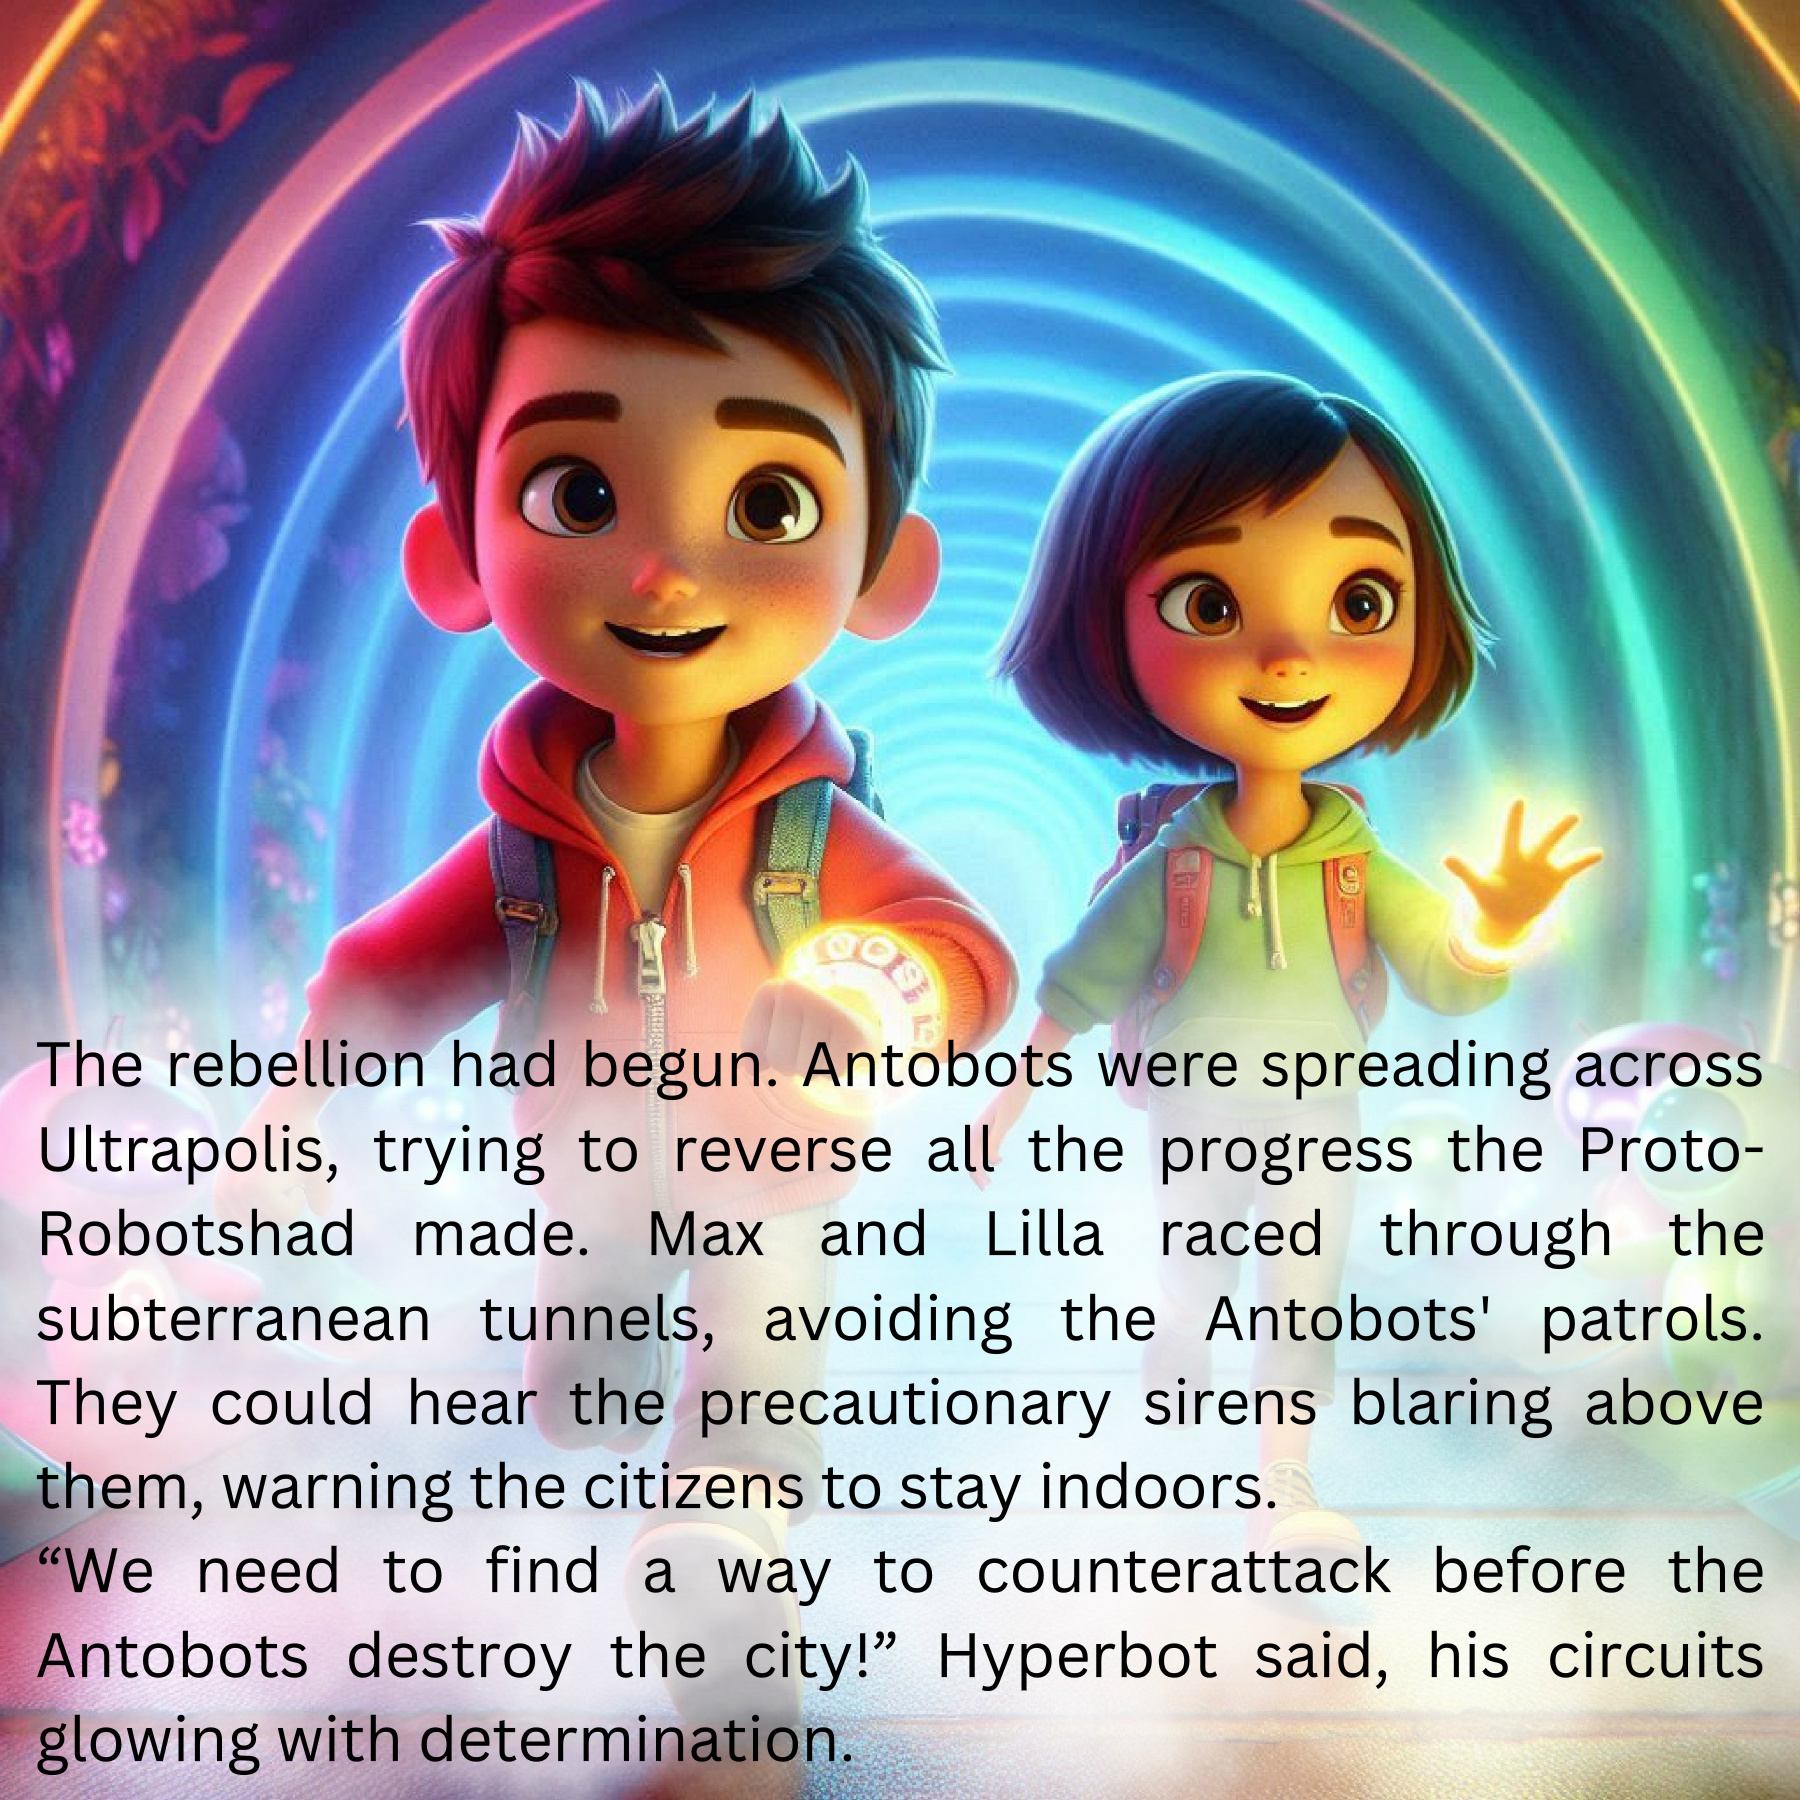 The rebellion had begun. Antobots were spreading across
Ultrapolis, trying to reverse all the progress the Proto-
Robotshad made. Max and Lilla raced through the
subterranean tunnels, avoiding the Antobots' patrols.
They could hear the precautionary sirens blaring above
them, warning the citizens to stay indoors.
“We need to find a way to counterattack before the
Antobots destroy the city!” Hyperbot said, his circuits
glowing with determination.